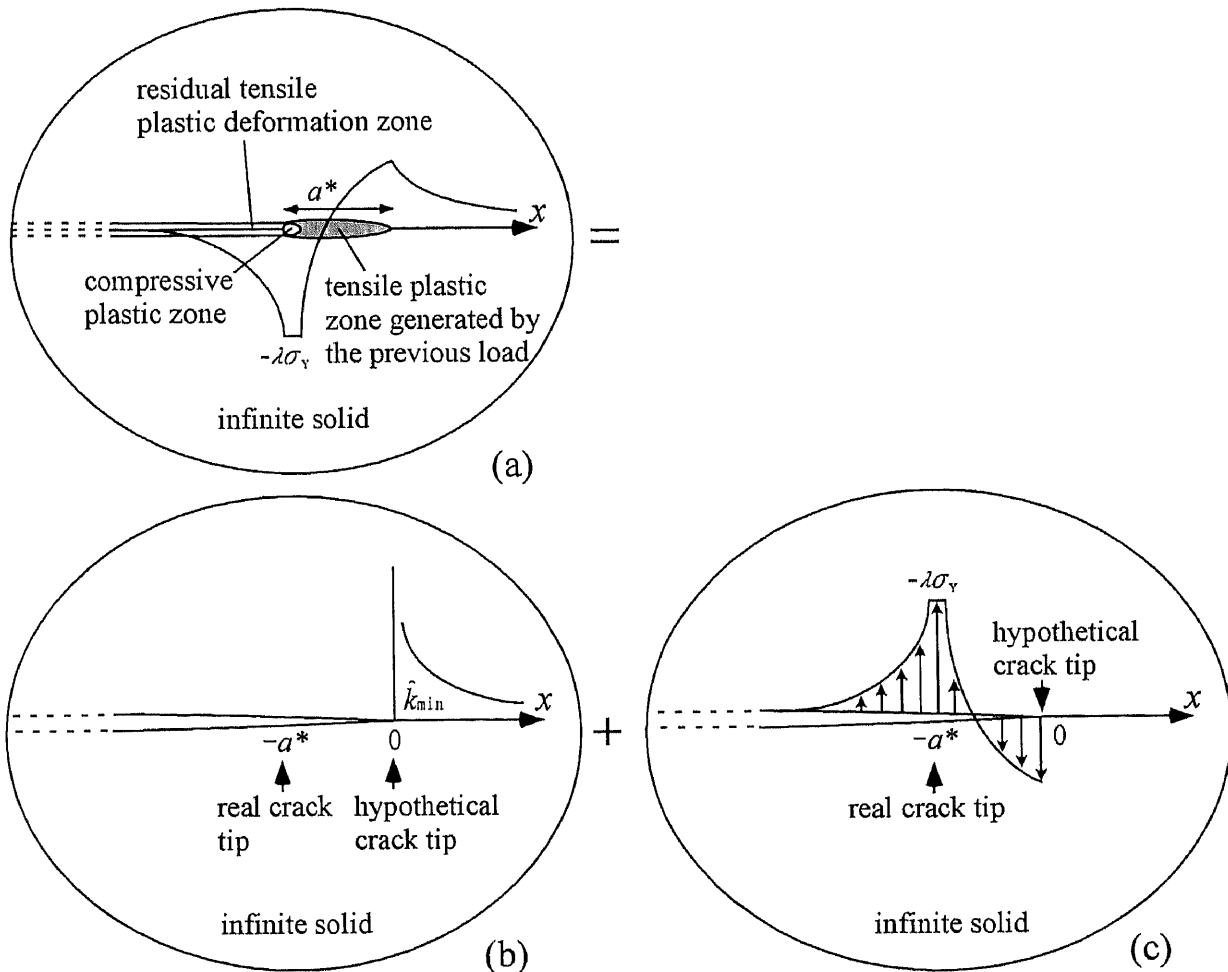 residual tensile
plastic deformation zone
a*
x
=
compressive
plastic zone
tensile plastic
zone generated by
the previous load
-λσY
infinite solid
(a)
k̂min
x
-a*
0
real crack
tip
hypothetical
crack tip
infinite solid
(b)
+
-λσY
hypothetical
crack tip
x
-a*
0
real crack tip
infinite solid
(c)